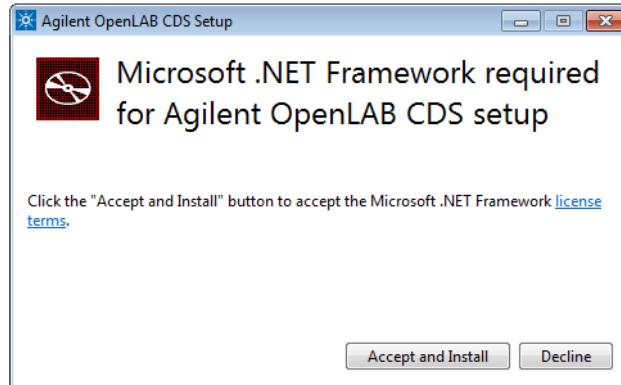 Agilent OpenLAB CDS Setup
Microsoft .NET Framework required
for Agilent OpenLAB CDS setup
Click the "Accept and Install" button to accept the Microsoft .NET Framework license
terms.
Accept and Install Decline